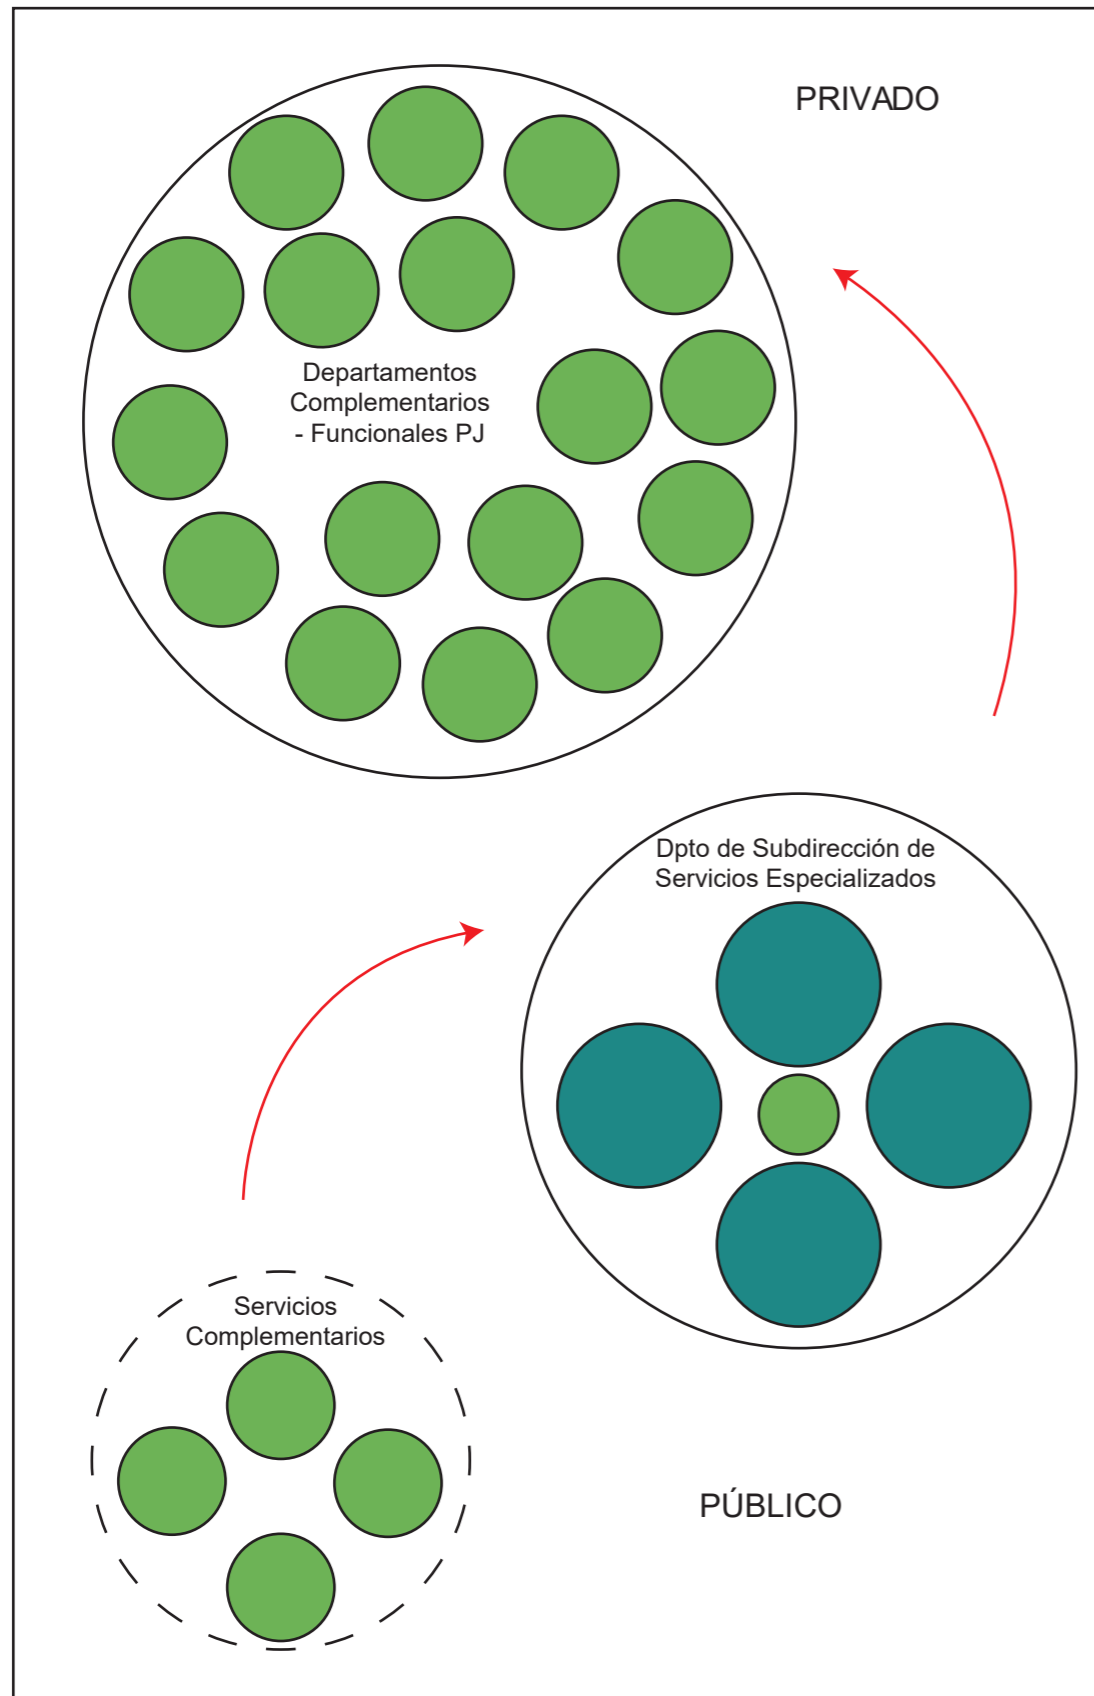 PRIVADO
Departamentos
Complementarios
- Funcionales PJ
Dpto de Subdirección de
Servicios Especializados
Servicios
Complementarios
PÚBLICO